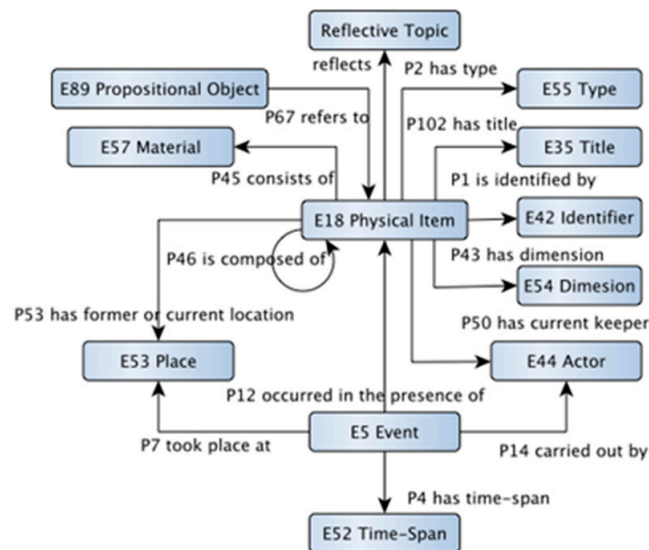 Reflective Topic
reflects
P2 has type
E89 Propositional Object
E55 Type
P67 refers to
P102 has title
E57 Material
E35 Title
P45 consists of
P1 is identified by
E18 Physical Item
E42 Identifier
P46 is composed of
P43 has dimension
E54 Dimesion
P53 has former or current location
P50 has current keeper
E53 Place
E44 Actor
P12 occurred in the presence of
E5 Event
P7 took place at
P14 carried out by
P4 has time-span
E52 Time-Span